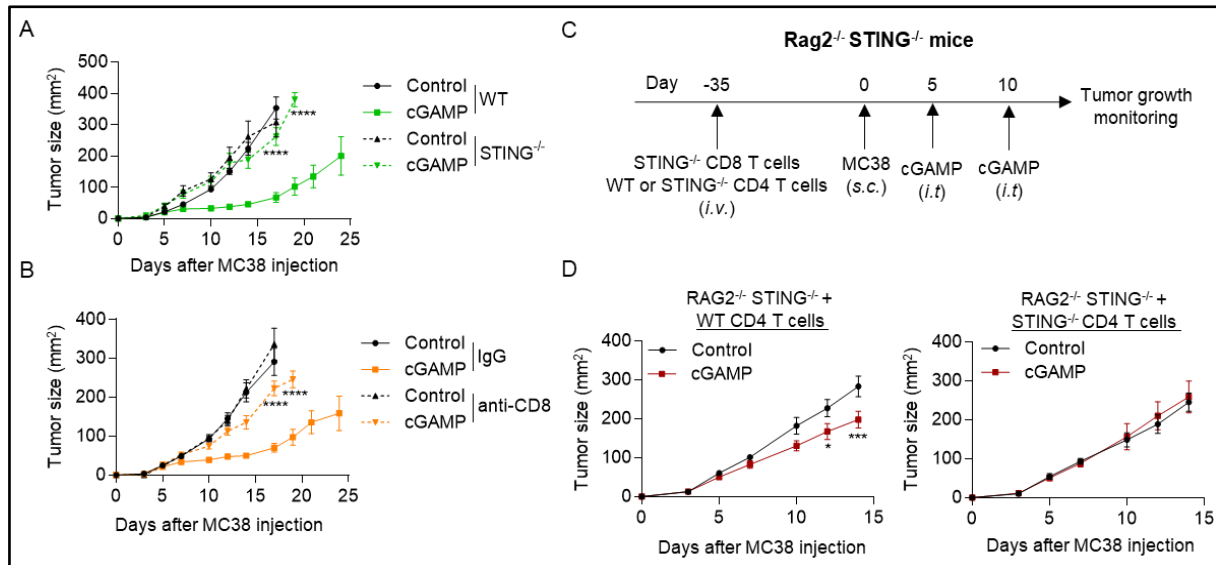 A
Tumor size (mm²)
500
400
300
200
100
0
0 5 10 15 20 25
Days after MC38 injection
****
****
Control
cGAMP
WT
Control
cGAMP
STING-/-
B
Tumor size (mm²)
400
300
200
100
0
0 5 10 15 20 25
Days after MC38 injection
****
****
Control
cGAMP
IgG
Control
cGAMP
anti-CD8
C
Rag2-/- STING-/- mice
Day -35 0 5 10
Tumor growth
monitoring
STING-/- CD8 T cells
WT or STING-/- CD4 T cells
(i.v.)
MC38
(s.c.)
cGAMP
(i.t)
cGAMP
(i.t)
D
RAG2-/- STING-/- +
WT CD4 T cells
Control
cGAMP
Tumor size (mm²)
400
300
200
100
0
* ***
0 5 10 15
Days after MC38 injection
RAG2-/- STING-/- +
STING-/- CD4 T cells
Control
cGAMP
Tumor size (mm²)
400
300
200
100
0
0 5 10 15
Days after MC38 injection